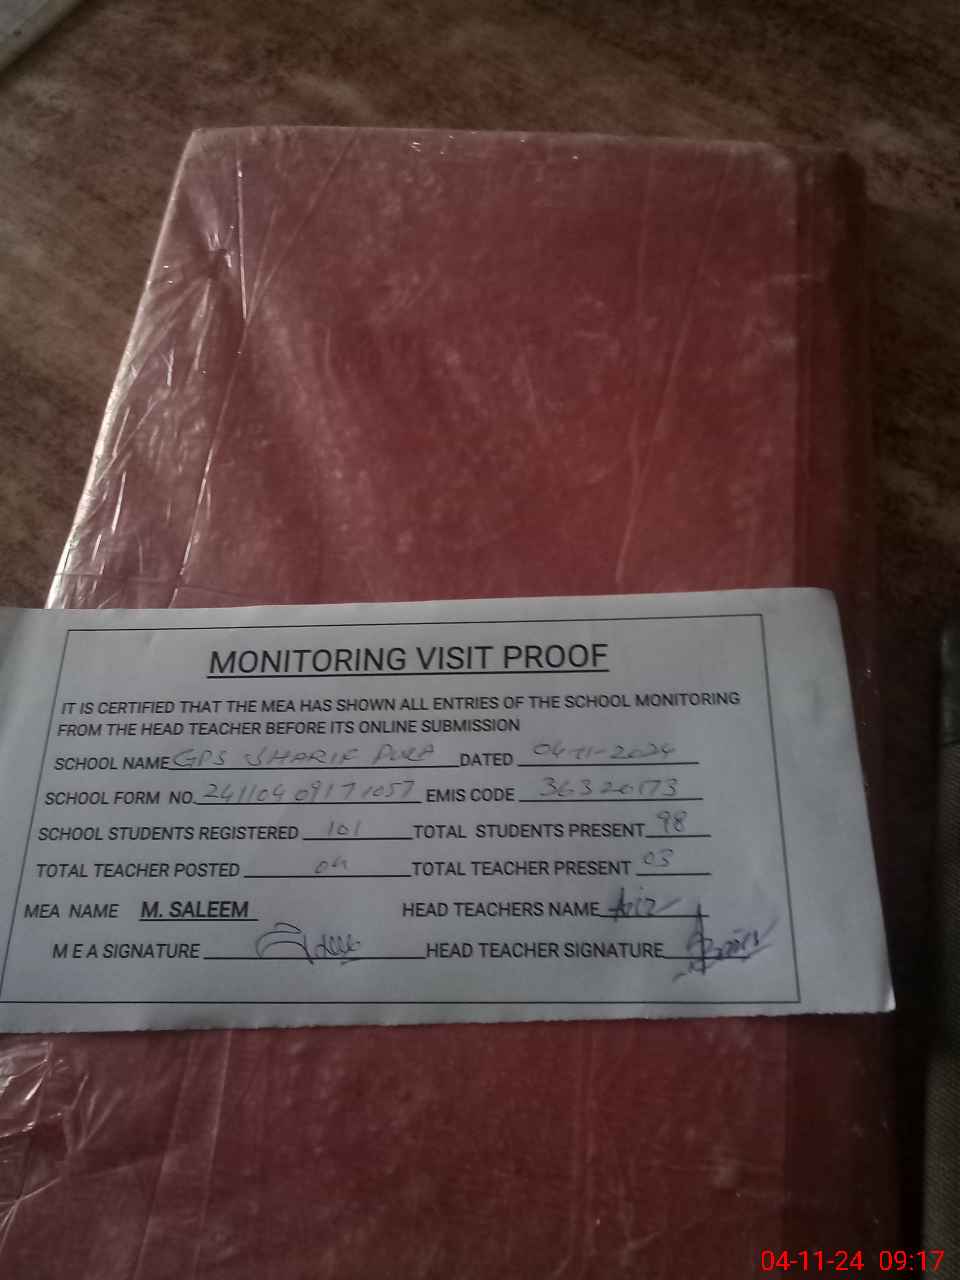 MONITORING VISIT PROOF
IT IS CERTIFIED THAT THE MEA HAS SHOWN ALL ENTRIES OF THE SCHOOL MONITORING
FROM THE HEAD TEACHER BEFORE ITS ONLINE SUBMISSION
SCHOOL NAME GPS SHARIF PURA DATED 04-11-2024
SCHOOL FORM NO. 24110409171057 EMIS CODE 36320173
SCHOOL STUDENTS REGISTERED 101 TOTAL STUDENTS PRESENT 98
TOTAL TEACHER POSTED 04 TOTAL TEACHER PRESENT 03
MEA NAME M. SALEEM HEAD TEACHERS NAME
M E A SIGNATURE HEAD TEACHER SIGNATURE
04-11-24 09:17